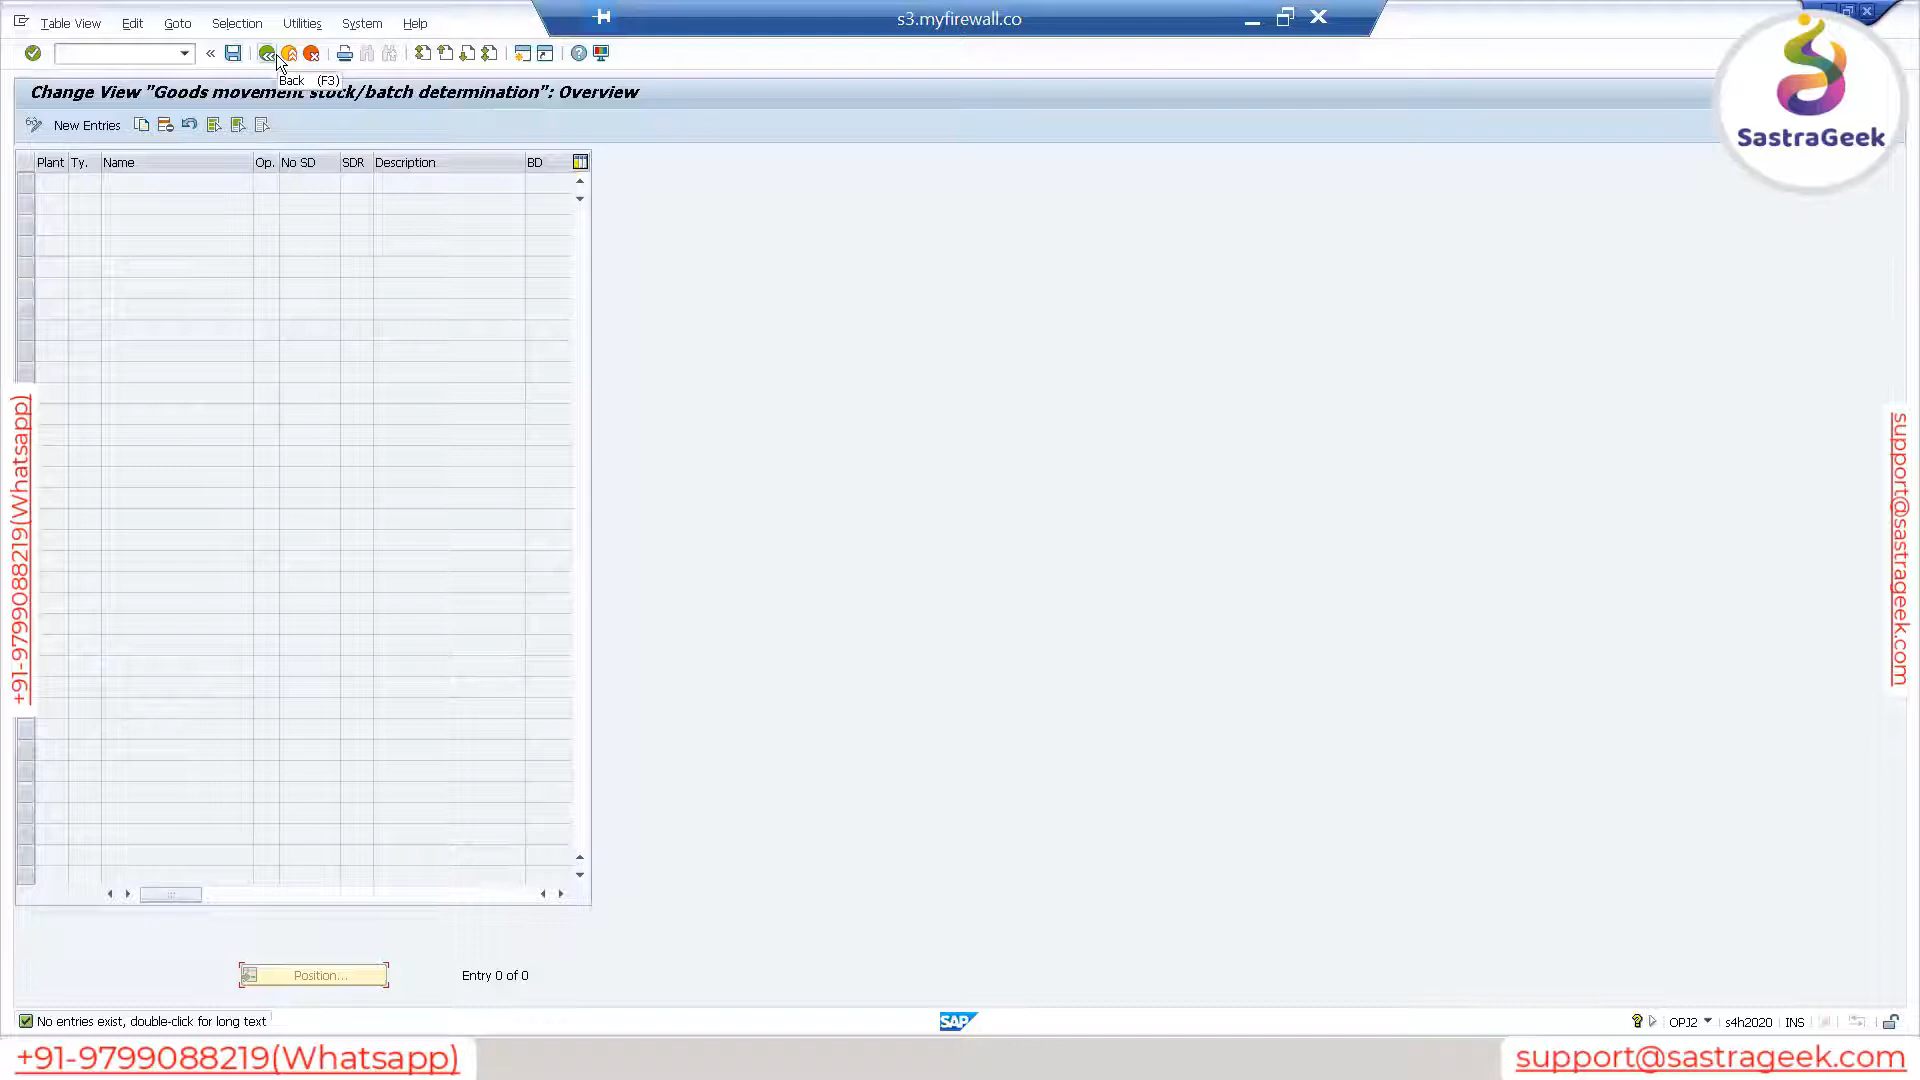 Table View Edit Goto Selection Utilities System Help
s3.myfirewall.co
Back (F3)
Change View "Goods movement stock/batch determination": Overview
New Entries
Plant Ty. Name Op. No SD SDR Description BD
Position...
Entry 0 of 0
No entries exist, double-click for long text
SAP
OPJ2 s4h2020 INS
SastraGeek
+91-9799088219(Whatsapp)
support@sastrageek.com
+91-9799088219(Whatsapp)
support@sastrageek.com